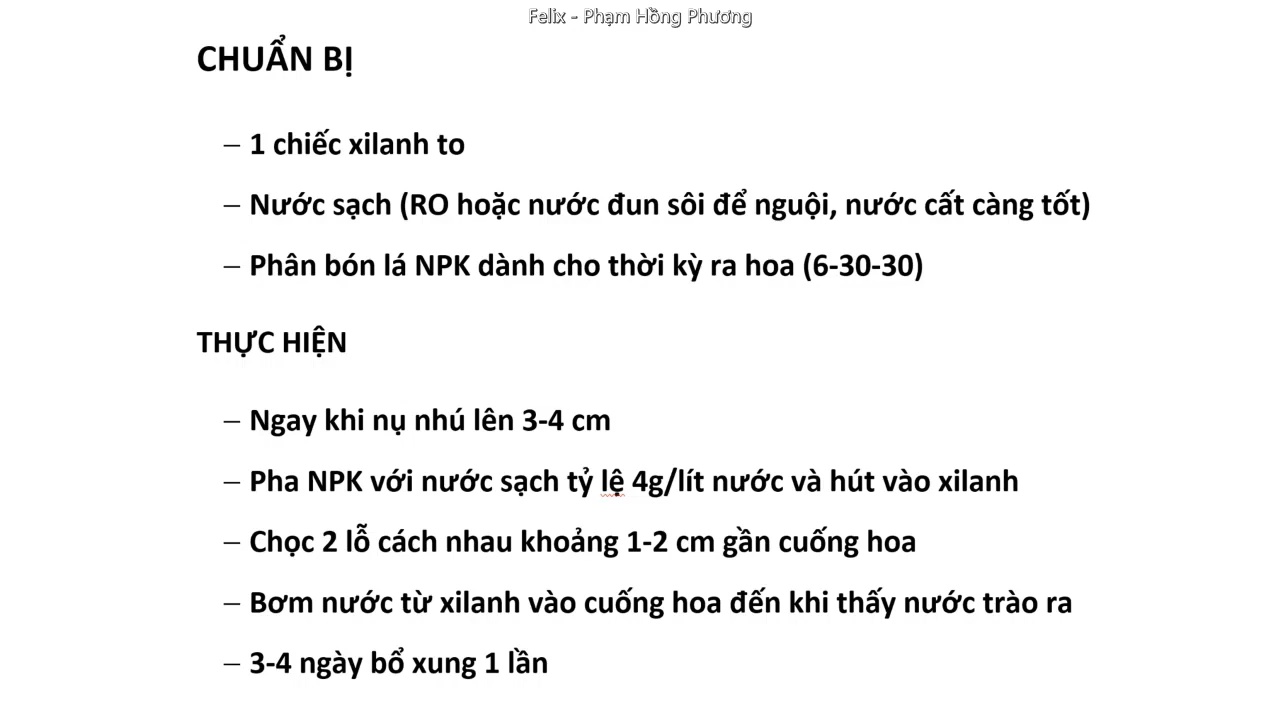 Felix - Phạm Hồng Phương
CHUẨN BỊ
– 1 chiếc xilanh to
– Nước sạch (RO hoặc nước đun sôi để nguội, nước cất càng tốt)
– Phân bón lá NPK dành cho thời kỳ ra hoa (6-30-30)
THỰC HIỆN
– Ngay khi nụ nhú lên 3-4 cm
– Pha NPK với nước sạch tỷ lệ 4g/lít nước và hút vào xilanh
– Chọc 2 lỗ cách nhau khoảng 1-2 cm gần cuống hoa
– Bơm nước từ xilanh vào cuống hoa đến khi thấy nước trào ra
– 3-4 ngày bổ xung 1 lần